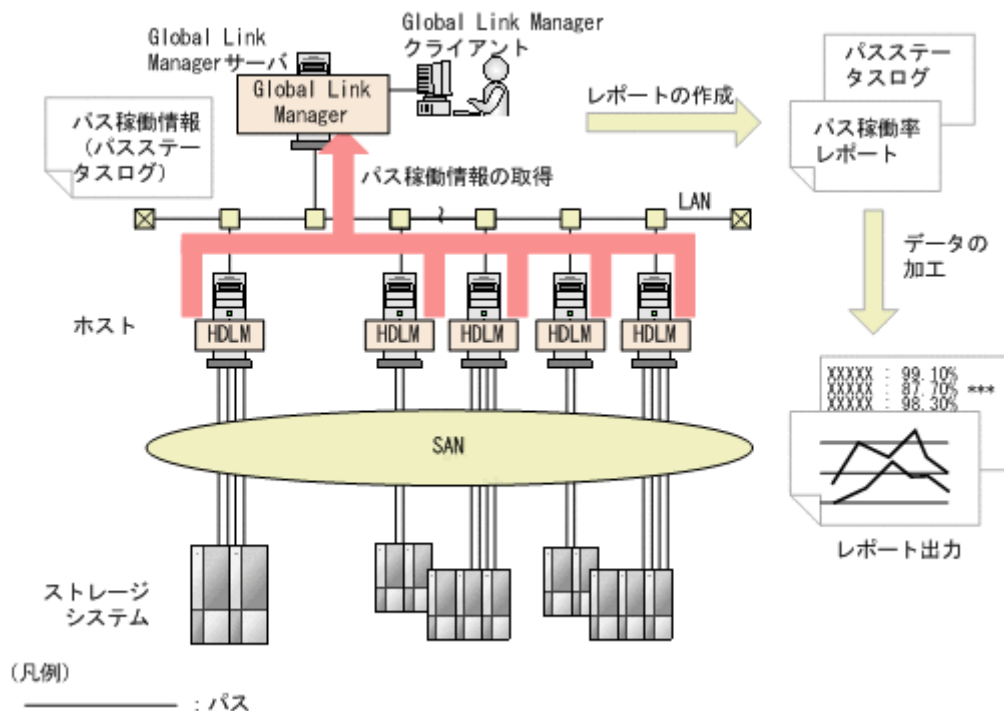 Global Link
Managerサーバ
Global Link Manager
クライアント
Global Link
Manager
パス稼働情報
(パスステー
タスログ)
パス稼働情報の取得
レポートの作成
パスステー
タスログ
パス稼働率
レポート
LAN
データの
加工
ホスト
HDLM
HDLM
HDLM
HDLM
HDLM
XXXXX : 99.10%
XXXXX : 87.70% ***
XXXXX : 98.30%
SAN
レポート出力
ストレージ
システム
(凡例)
: パス